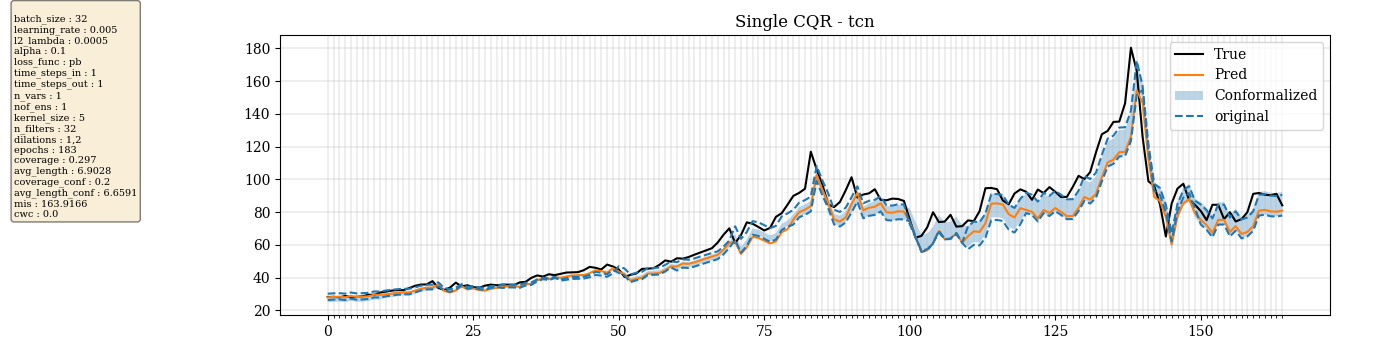 batch_size : 32
learning_rate : 0.005
l2_lambda : 0.0005
alpha : 0.1
loss_func : pb
time_steps_in : 1
time_steps_out : 1
n_vars : 1
nof_ens : 1
kernel_size : 5
n_filters : 32
dilations : 1,2
epochs : 183
coverage : 0.297
avg_length : 6.9028
coverage_conf : 0.2
avg_length_conf : 6.6591
mis : 163.9166
cwc : 0.0
Single CQR - tcn
180
160
140
120
100
80
60
40
20
0 25 50 75 100 125 150
True
Pred
Conformalized
original